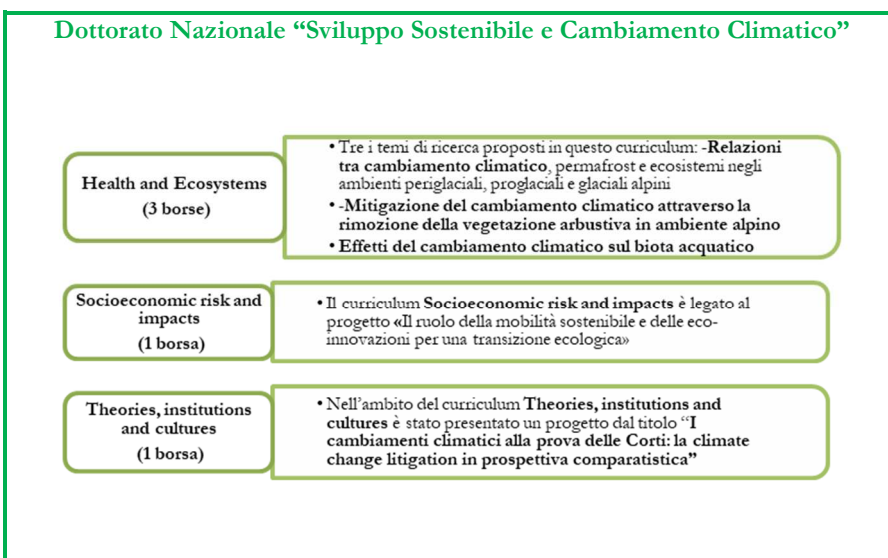 Dottorato Nazionale “Sviluppo Sostenibile e Cambiamento Climatico”
Health and Ecosystems
(3 borse)
• Tre i temi di ricerca proposti in questo curriculum: -Relazioni
tra cambiamento climatico, permafrost e ecosistemi negli
ambienti periglaciali, proglaciali e glaciali alpini
• -Mitigazione del cambiamento climatico attraverso la
rimozione della vegetazione arbustiva in ambiente alpino
• Effetti del cambiamento climatico sul biota acquatico
Socioeconomic risk and
impacts
(1 borsa)
• Il curriculum Socioeconomic risk and impacts è legato al
progetto «Il ruolo della mobilità sostenibile e delle eco-
innovazioni per una transizione ecologica»
Theories, institutions
and cultures
(1 borsa)
• Nell’ambito del curriculum Theories, institutions and
cultures è stato presentato un progetto dal titolo “I
cambiamenti climatici alla prova delle Corti: la climate
change litigation in prospettiva comparatistica”